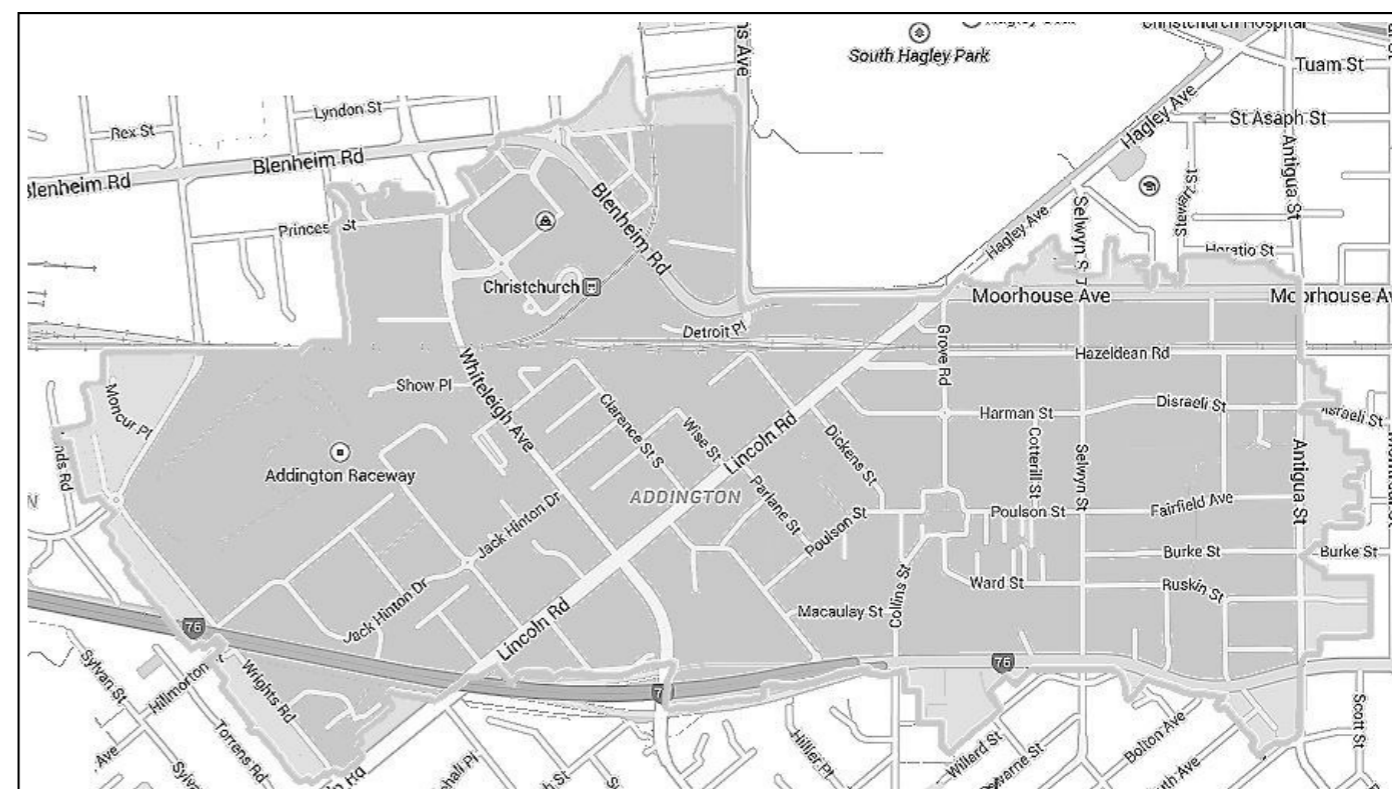 South Hagley Park
Christchurch Hospital
Tuam St
Hagley Ave
St Asaph St
Lyndon St
Rex St
Blenheim Rd
Blenheim Rd
Antigua St
Stewart St
Selwyn S
Princess St
Blenheim Rd
Hagley Ave
Horatio St
Christchurch
Moorhouse Ave
Moorhouse Av
Detroit Pl
Grove Rd
Hazeldean Rd
Whiteleigh Ave
Show Pl
Moncur Pl
Clarence St S
Wise St
Lincoln Rd
Dickens St
Harman St
Disraeli St
Disraeli St
Addington Raceway
ADDINGTON
Parlane St
Cotterill St
Selwyn St
Antigua St
Jack Hinton Dr
Poulson St
Poulson St
Fairfield Ave
Burke St
Burke St
Jack Hinton Dr
Macaulay St
Collins St
Ward St
Ruskin St
Lincoln Rd
76
76
7
Sylvan St
Hillmorton
Wrights Rd
Torrens Rd
Hillier Pl
Willard St
Bolton Ave
Scott St
Ave